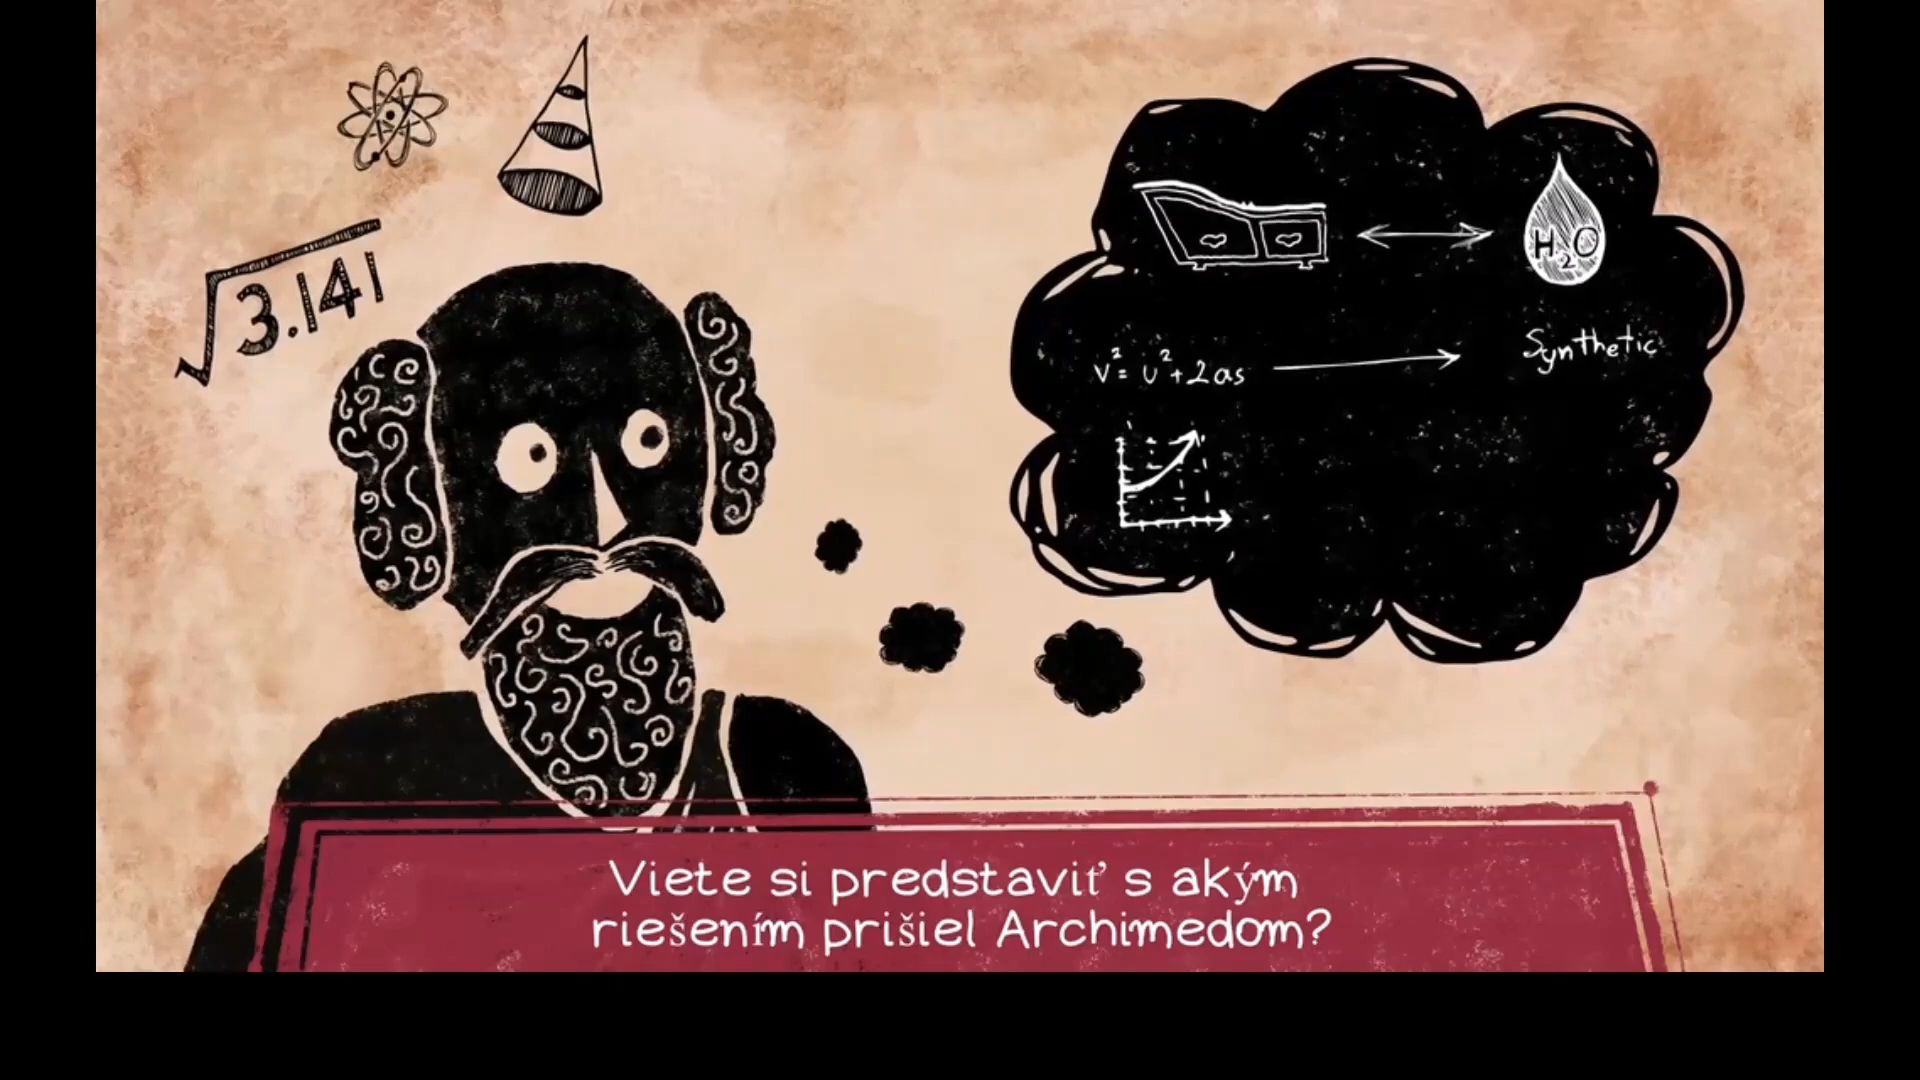 √3.141
H₂O
v² = u² + 2as
Synthetic
Viete si predstaviť s akým
riešením prišiel Archimedom?